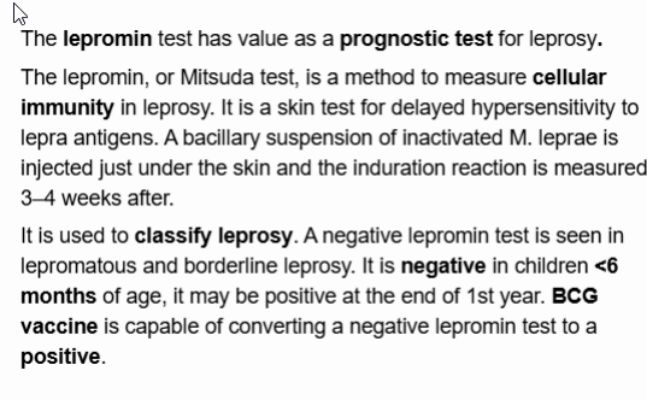 The lepromin test has value as a prognostic test for leprosy.
The lepromin, or Mitsuda test, is a method to measure cellular
immunity in leprosy. It is a skin test for delayed hypersensitivity to
lepra antigens. A bacillary suspension of inactivated M. leprae is
injected just under the skin and the induration reaction is measured
3–4 weeks after.
It is used to classify leprosy. A negative lepromin test is seen in
lepromatous and borderline leprosy. It is negative in children <6
months of age, it may be positive at the end of 1st year. BCG
vaccine is capable of converting a negative lepromin test to a
positive.